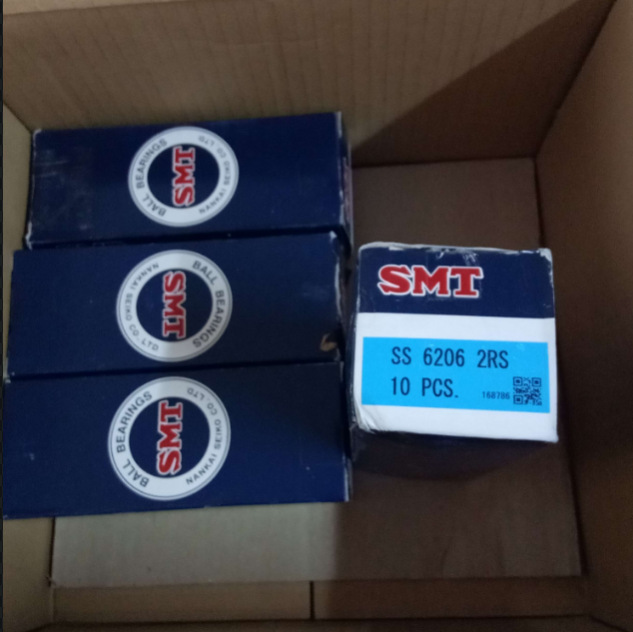 BALL BEARINGS
SMT
NANKAI SEIKO CO. LTD
BALL BEARINGS
SMT
NANKAI SEIKO CO. LTD
BALL BEARINGS
SMT
NANKAI SEIKO CO. LTD
SMT
SS 6206 2RS
10 PCS.
160706